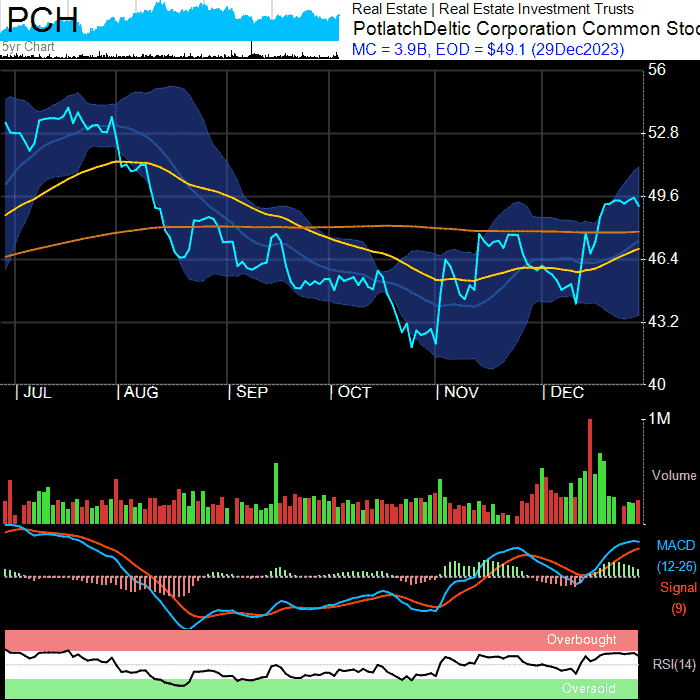 PCH
5yr Chart
Real Estate | Real Estate Investment Trusts
PotlatchDeltic Corporation Common Stoc
MC = 3.9B, EOD = $49.1 (29Dec2023)
56
52.8
49.6
46.4
43.2
40
JUL AUG SEP OCT NOV DEC
1M
Volume
MACD
(12-26)
Signal
(9)
Overbought
RSI(14)
Oversold